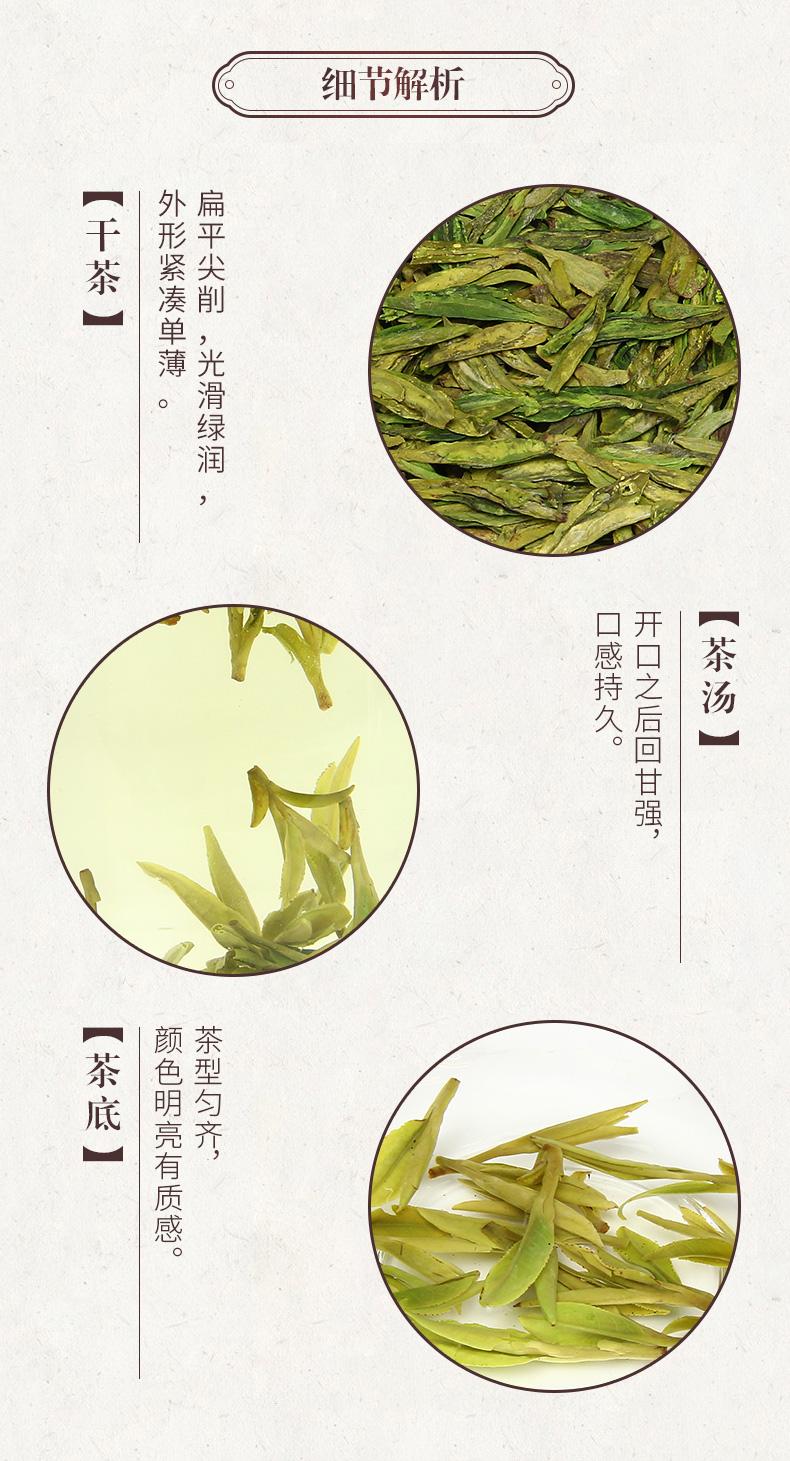 细节解析
【干茶】
扁平尖削,光滑绿润,
外形紧凑单薄。
【茶汤】
开口之后回甘强,
口感持久。
【茶底】
茶型匀齐,
颜色明亮有质感。